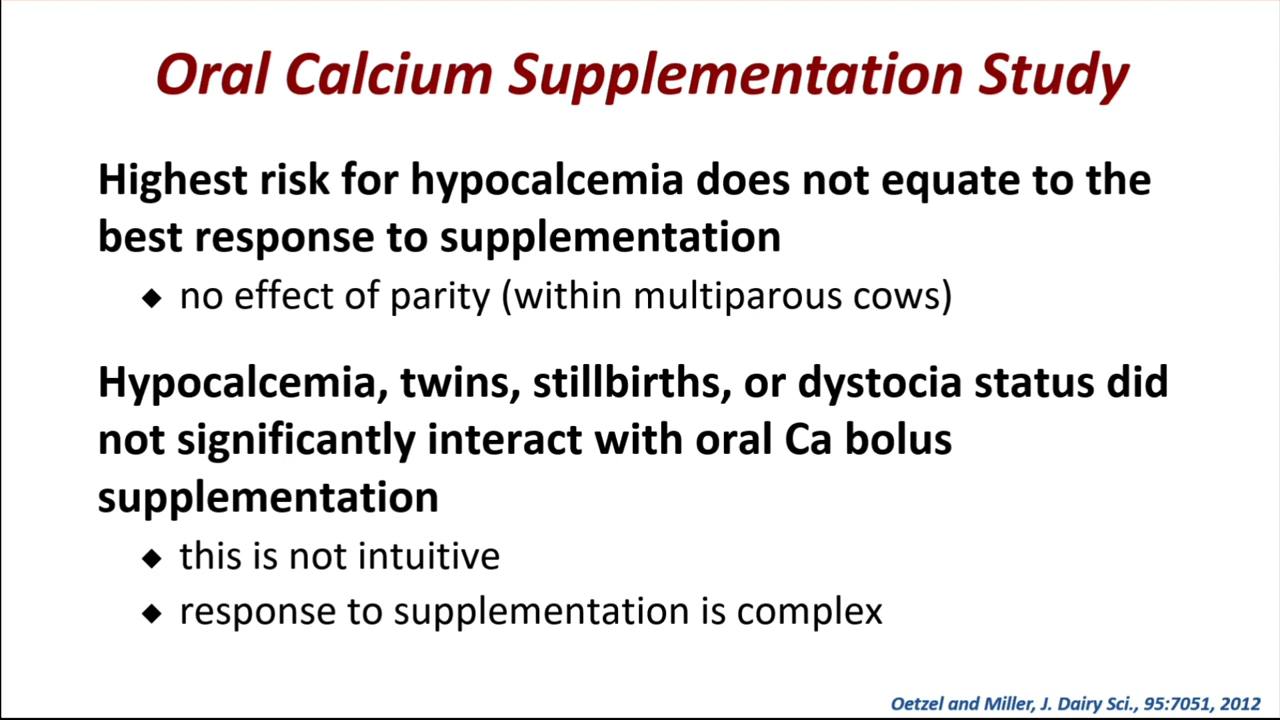 Oral Calcium Supplementation Study
Highest risk for hypocalcemia does not equate to the
best response to supplementation
◆ no effect of parity (within multiparous cows)
Hypocalcemia, twins, stillbirths, or dystocia status did
not significantly interact with oral Ca bolus
supplementation
◆ this is not intuitive
◆ response to supplementation is complex
Oetzel and Miller, J. Dairy Sci., 95:7051, 2012